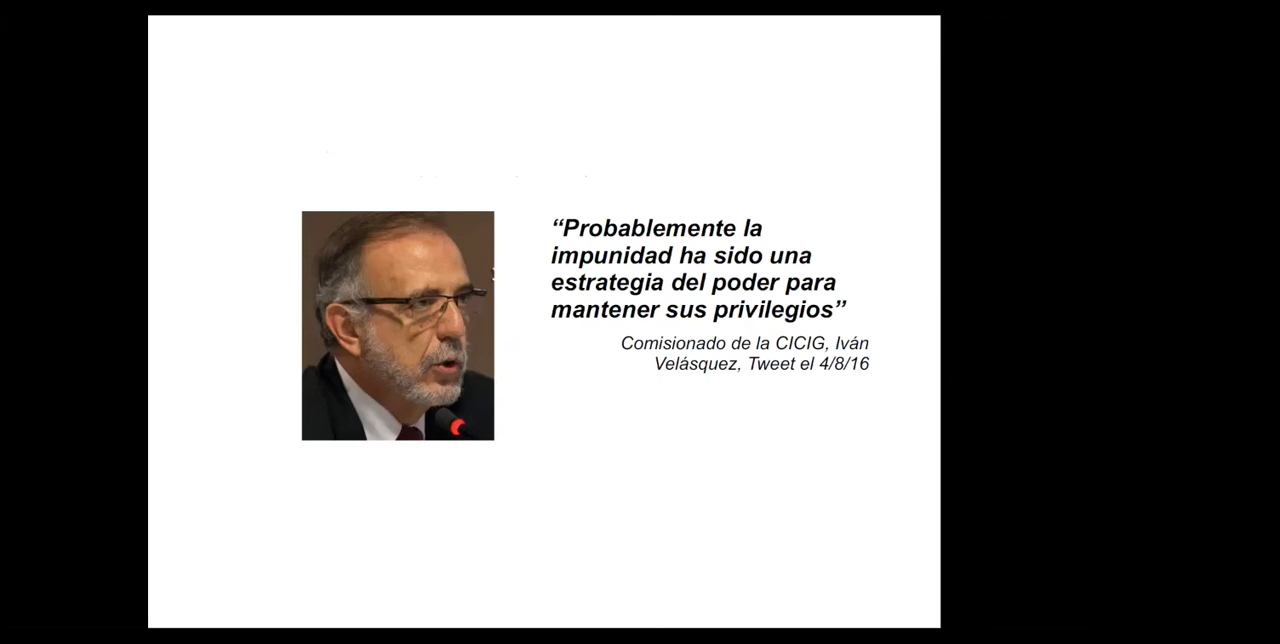 “Probablemente la
impunidad ha sido una
estrategia del poder para
mantener sus privilegios”
Comisionado de la CICIG, Iván
Velásquez, Tweet el 4/8/16